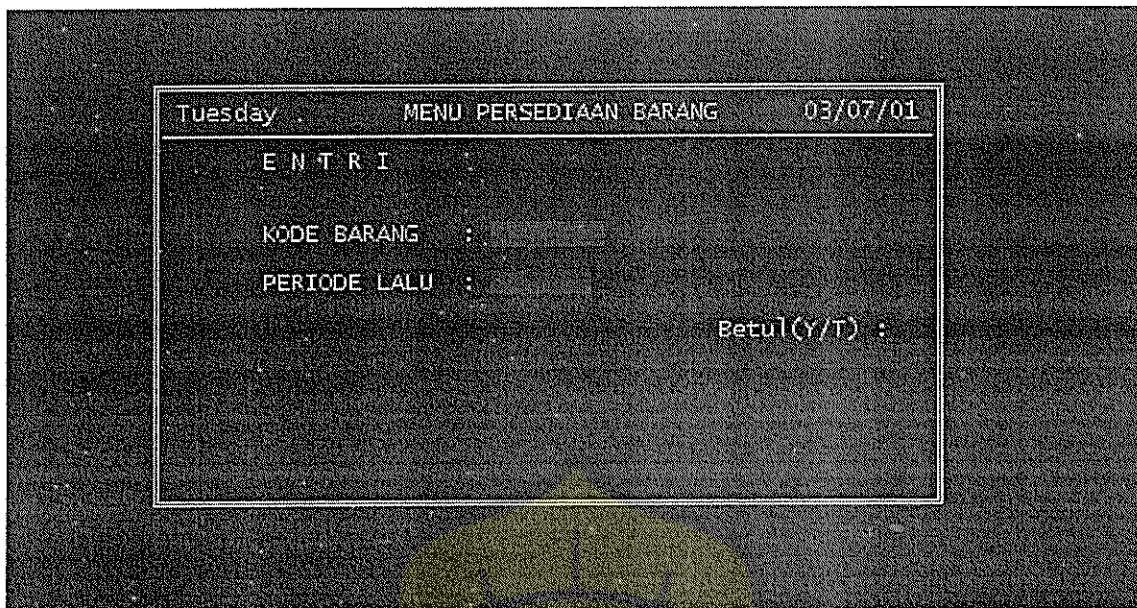 Tuesday MENU PERSEDIAAN BARANG 03/07/01
E N T R I :
KODE BARANG :
PERIODE LALU :
Betul(Y/T) :